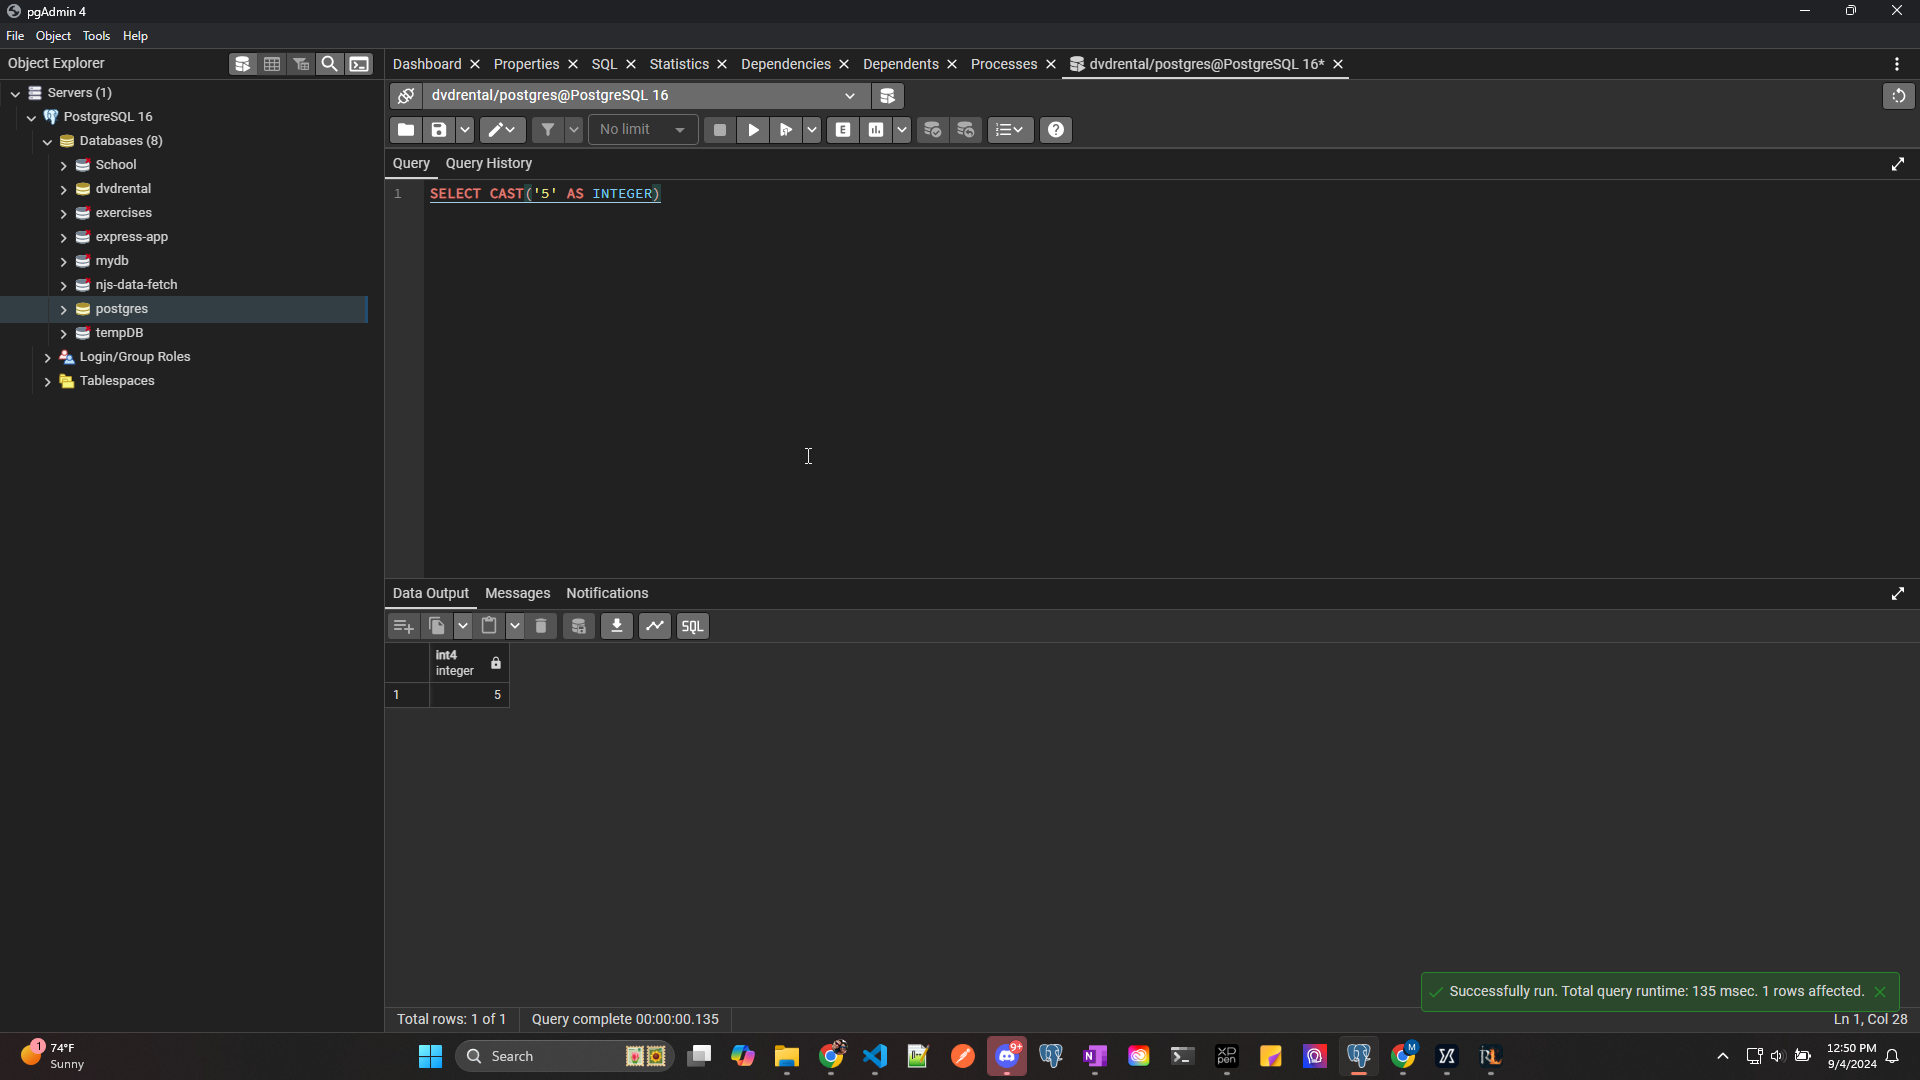 pgAdmin 4
File Object Tools Help
Object Explorer
Dashboard Properties SQL Statistics Dependencies Dependents Processes dvdrental/postgres@PostgreSQL 16*
Servers (1)
PostgreSQL 16
Databases (8)
School
dvdrental
exercises
express-app
mydb
njs-data-fetch
postgres
tempDB
Login/Group Roles
Tablespaces
dvdrental/postgres@PostgreSQL 16
No limit
E
Query Query History
1 SELECT CAST('5' AS INTEGER)
Data Output Messages Notifications
SQL
int4
integer
1 5
Successfully run. Total query runtime: 135 msec. 1 rows affected.
Total rows: 1 of 1 Query complete 00:00:00.135
Ln 1, Col 28
1
74°F
Sunny
Search
9+
N
XP
pen
M
12:50 PM
9/4/2024